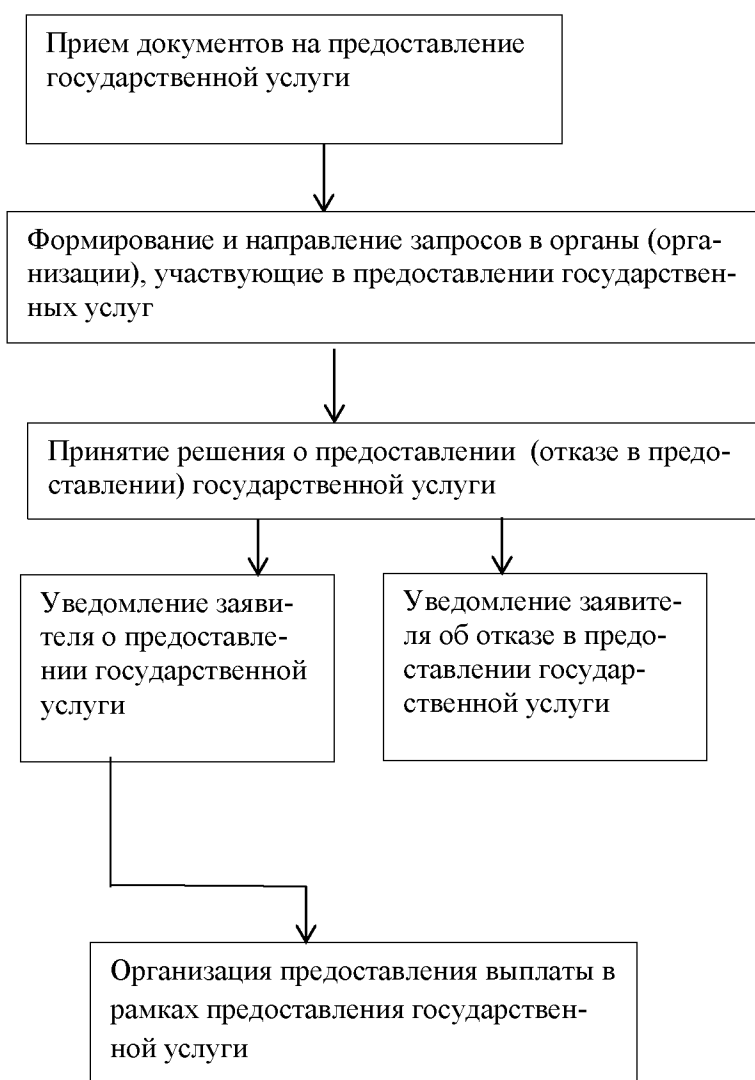 Прием документов на предоставление
государственной услуги
Формирование и направление запросов в органы (орга-
низации), участвующие в предоставлении государствен-
ных услуг
Принятие решения о предоставлении (отказе в предо-
ставлении) государственной услуги
Уведомление заяви-
теля о предоставле-
нии государственной
услуги
Уведомление заявите-
ля об отказе в предо-
ставлении государ-
ственной услуги
Организация предоставления выплаты в
рамках предоставления государствен-
ной услуги